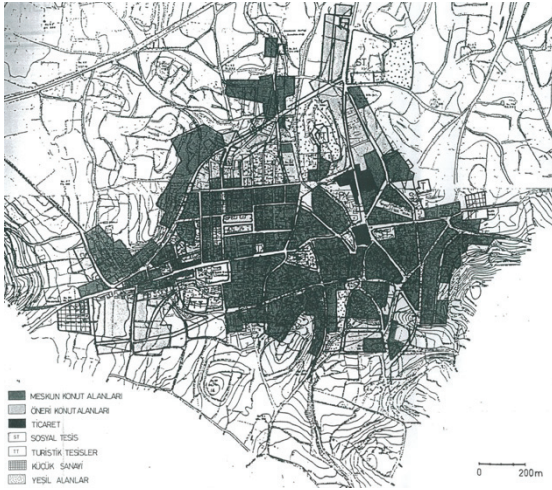 MESKUN KONUT ALANLARI
ÖNERİ KONUT ALANLARI
TİCARET
ST SOSYAL TESİS
TT TURİSTİK TESİSLER
KÜÇÜK SANAYİ
YEŞİL ALANLAR
0 200m